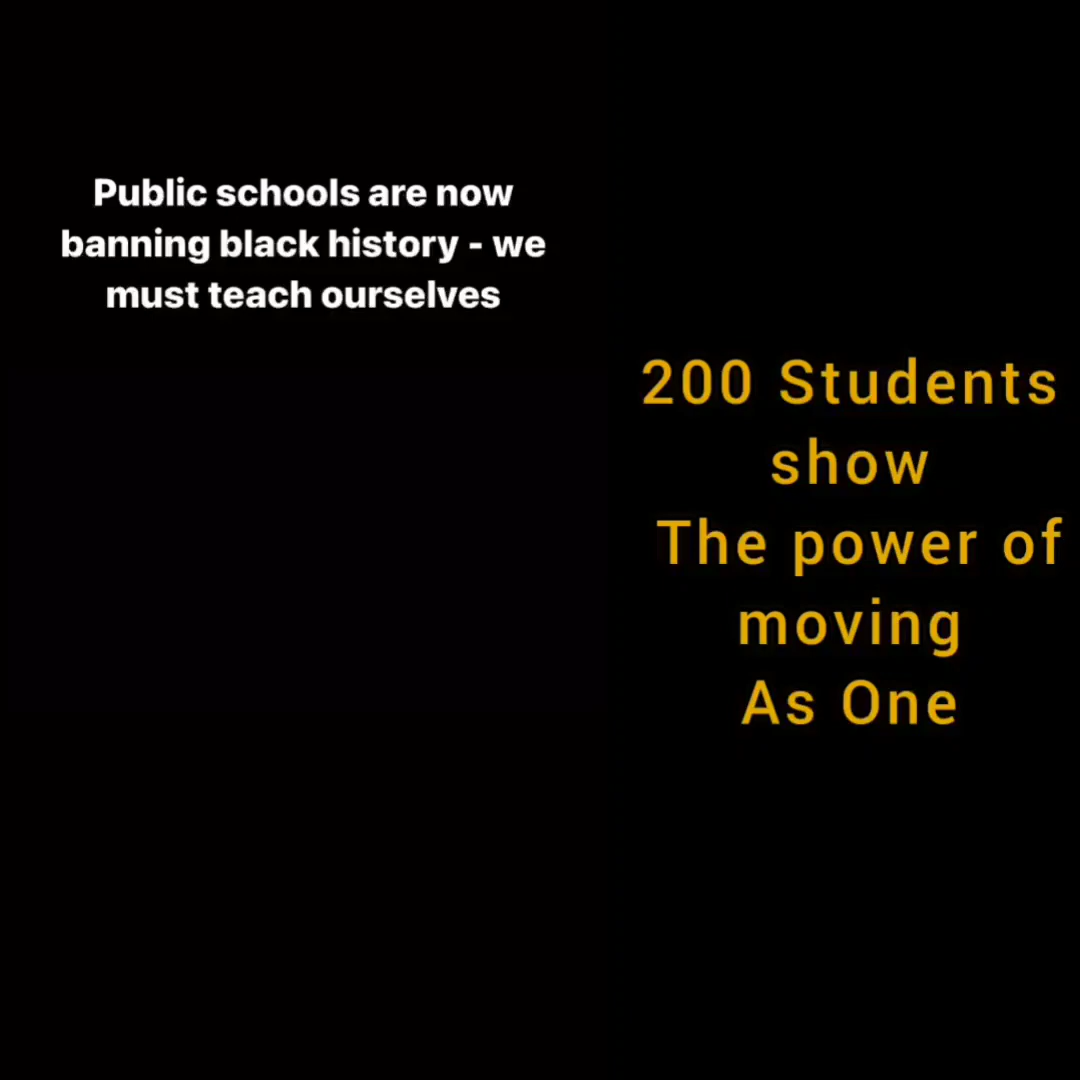 Public schools are now
banning black history - we
must teach ourselves
200 Students
show
The power of
moving
As One